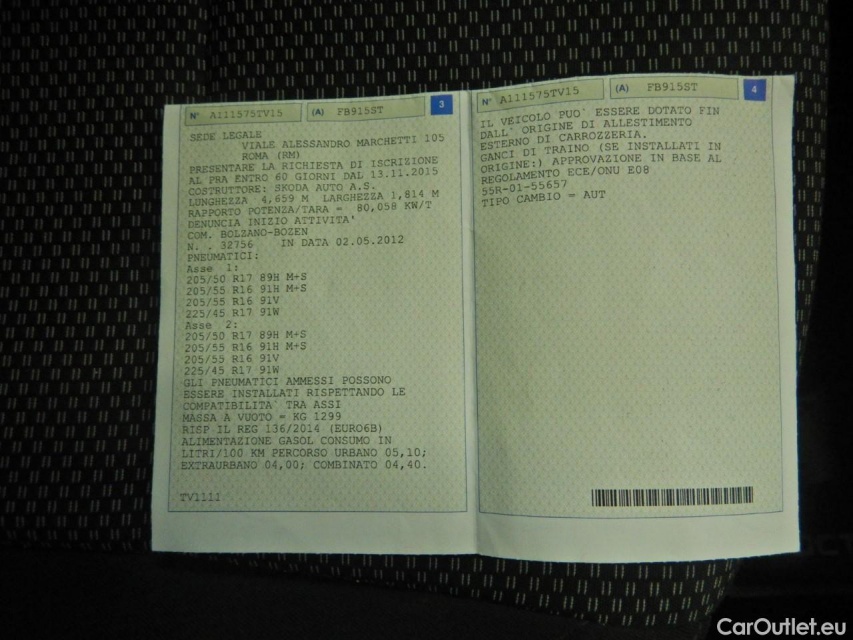 N° A111575TV15 (A) FB915ST 3
SEDE LEGALE
VIALE ALESSANDRO MARCHETTI 105
ROMA (RM)
PRESENTARE LA RICHIESTA DI ISCRIZIONE
AL PRA ENTRO 60 GIORNI DAL 13.11.2015
COSTRUTTORE: SKODA AUTO A.S.
LUNGHEZZA 4,659 M LARGHEZZA 1,814 M
RAPPORTO POTENZA/TARA = 80,058 KW/T
DENUNCIA INIZIO ATTIVITA'
COM. BOLZANO-BOZEN
N. . 32756 IN DATA 02.05.2012
PNEUMATICI:
Asse 1:
205/50 R17 89H M+S
205/55 R16 91H M+S
205/55 R16 91V
225/45 R17 91W
Asse 2:
205/50 R17 89H M+S
205/55 R16 91H M+S
205/55 R16 91V
225/45 R17 91W
GLI PNEUMATICI AMMESSI POSSONO
ESSERE INSTALLATI RISPETTANDO LE
COMPATIBILITA` TRA ASSI
MASSA A VUOTO = KG 1299
RISP IL REG 136/2014 (EURO6B)
ALIMENTAZIONE GASOL CONSUMO IN
LITRI/100 KM PERCORSO URBANO 05,10;
EXTRAURBANO 04,00; COMBINATO 04,40.
TV1111
N° A111575TV15 (A) FB915ST 4
IL VEICOLO PUO` ESSERE DOTATO FIN
DALL` ORIGINE DI ALLESTIMENTO
ESTERNO DI CARROZZERIA.
GANCI DI TRAINO (SE INSTALLATI IN
ORIGINE:) APPROVAZIONE IN BASE AL
REGOLAMENTO ECE/ONU E08
55R-01-55657
TIPO CAMBIO = AUT
CarOutlet.eu